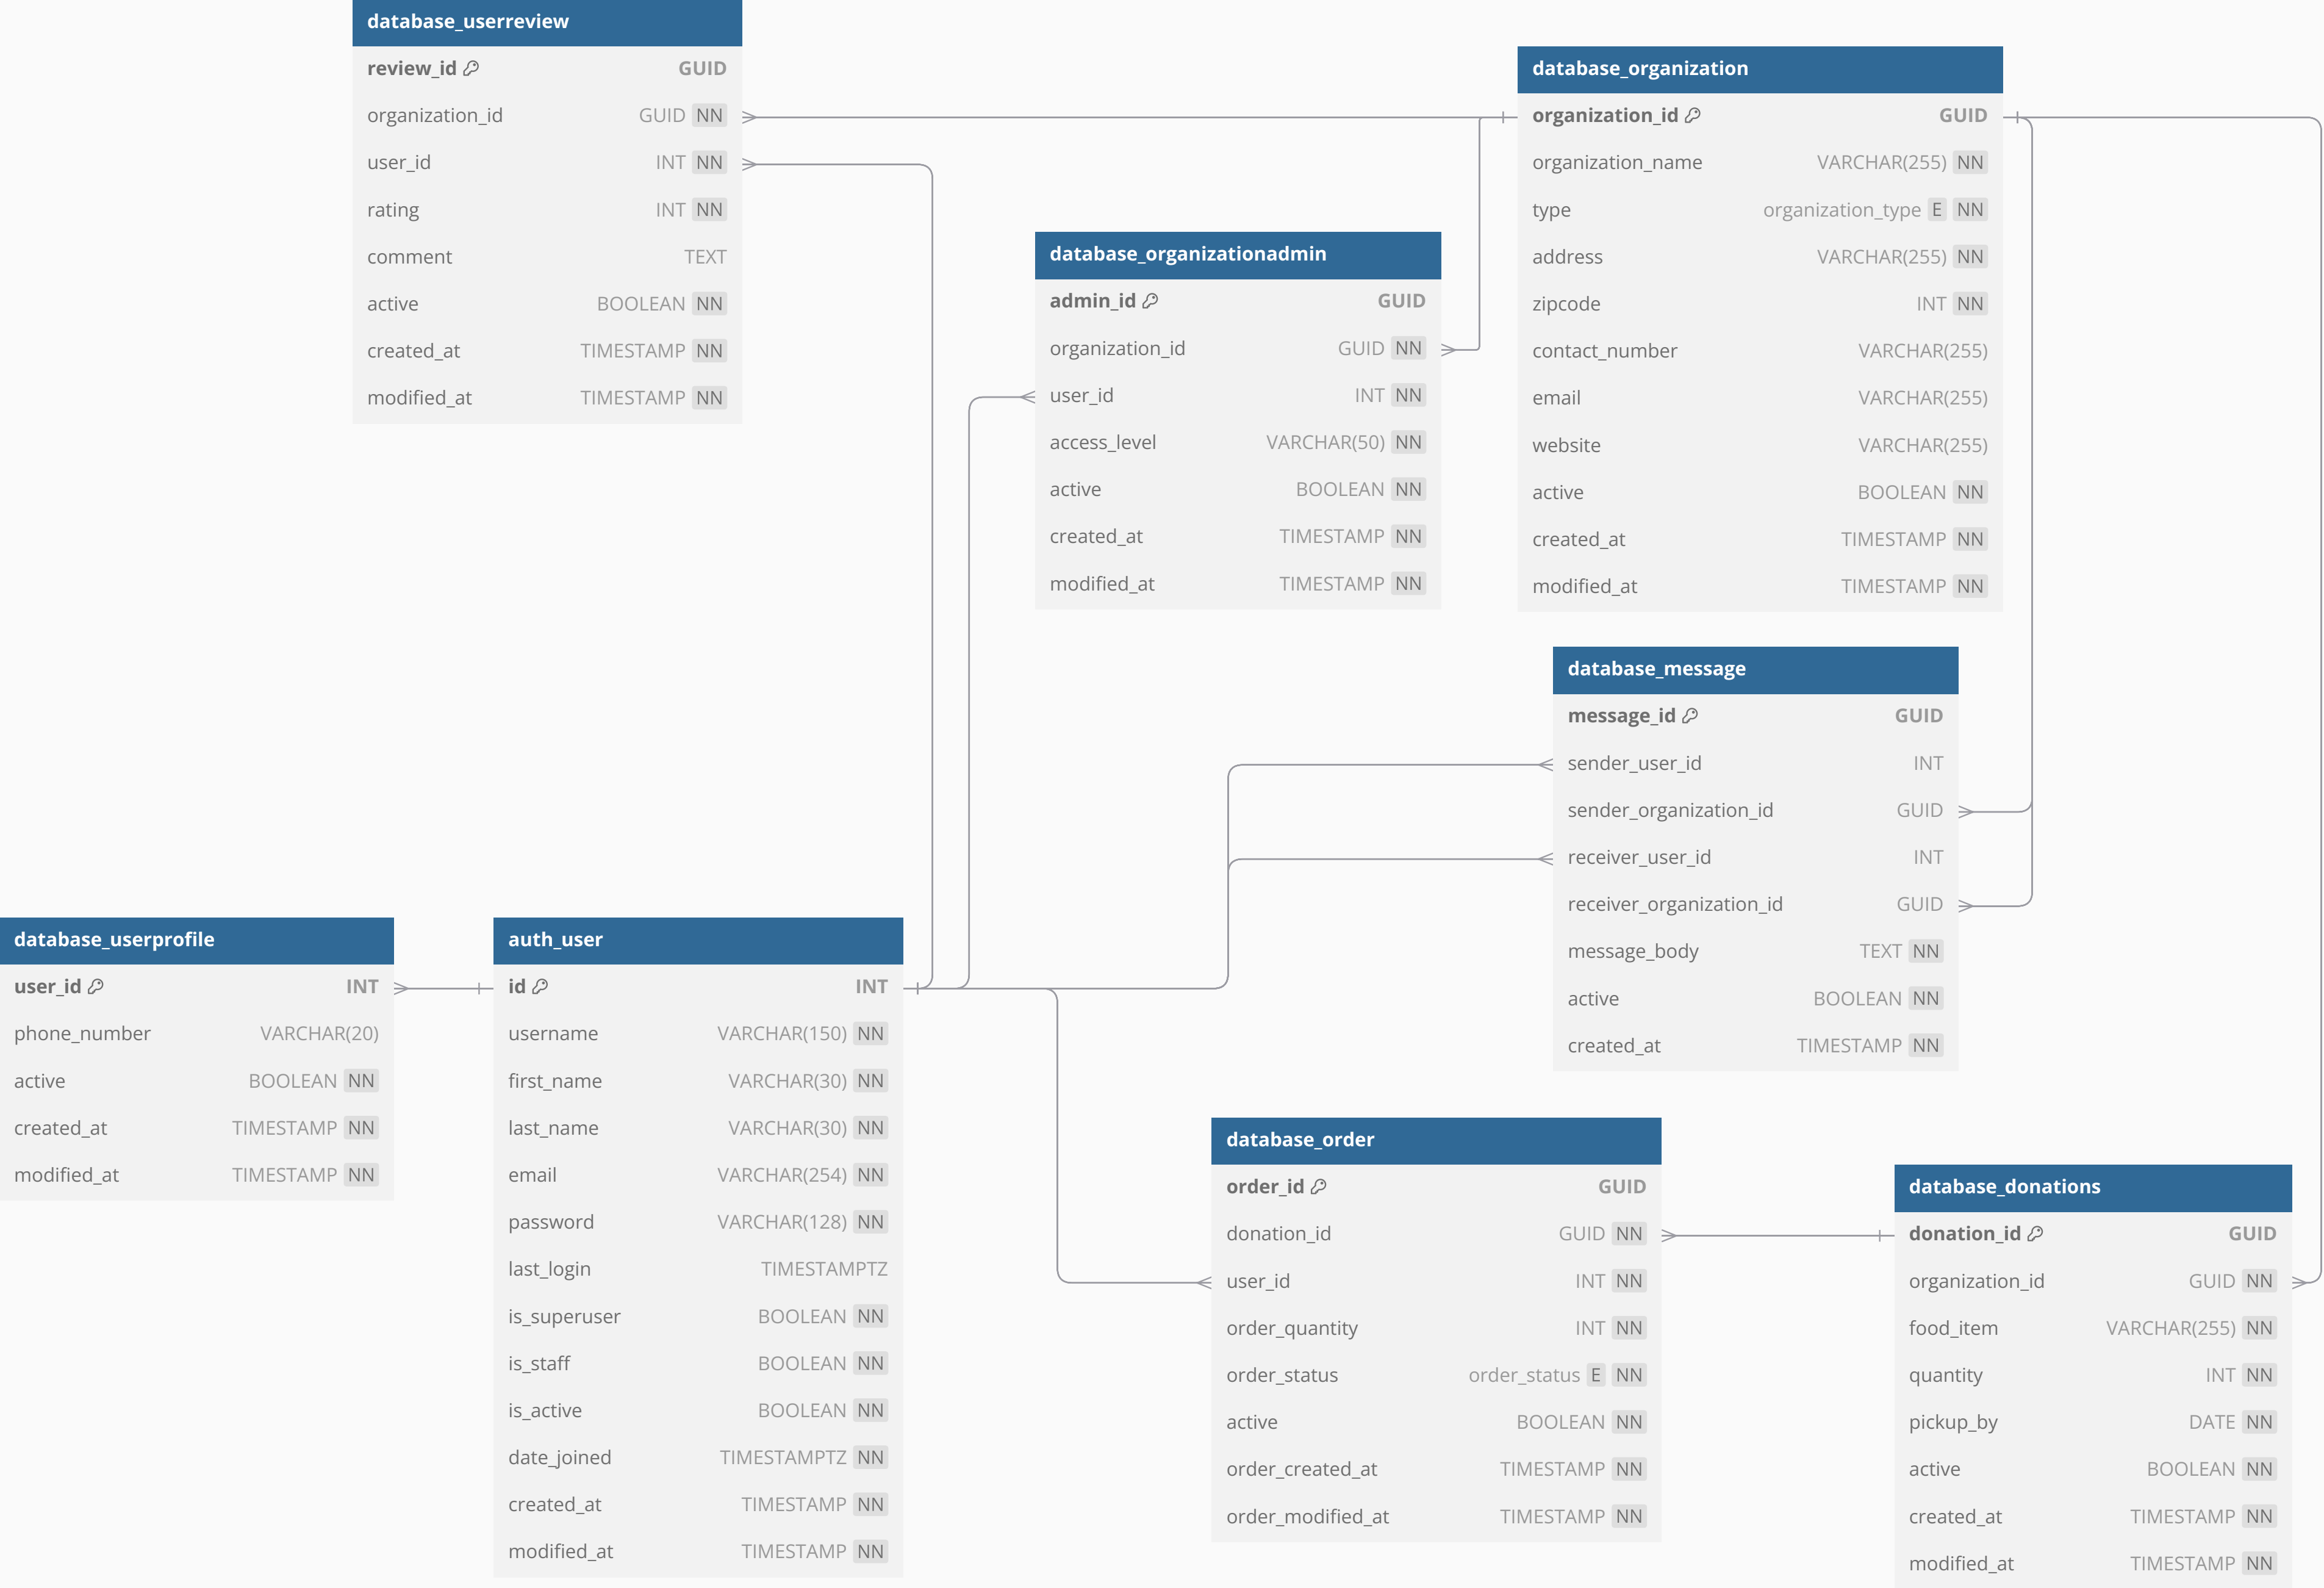 database_userreview
review_id GUID
organization_id GUID NN
user_id INT NN
rating INT NN
comment TEXT
active BOOLEAN NN
created_at TIMESTAMP NN
modified_at TIMESTAMP NN
database_organization
organization_id GUID
organization_name VARCHAR(255) NN
type organization_type E NN
address VARCHAR(255) NN
zipcode INT NN
contact_number VARCHAR(255)
email VARCHAR(255)
website VARCHAR(255)
active BOOLEAN NN
created_at TIMESTAMP NN
modified_at TIMESTAMP NN
database_organizationadmin
admin_id GUID
organization_id GUID NN
user_id INT NN
access_level VARCHAR(50) NN
active BOOLEAN NN
created_at TIMESTAMP NN
modified_at TIMESTAMP NN
database_message
message_id GUID
sender_user_id INT
sender_organization_id GUID
receiver_user_id INT
receiver_organization_id GUID
message_body TEXT NN
active BOOLEAN NN
created_at TIMESTAMP NN
database_userprofile
user_id INT
phone_number VARCHAR(20)
active BOOLEAN NN
created_at TIMESTAMP NN
modified_at TIMESTAMP NN
auth_user
id INT
username VARCHAR(150) NN
first_name VARCHAR(30) NN
last_name VARCHAR(30) NN
email VARCHAR(254) NN
password VARCHAR(128) NN
last_login TIMESTAMPTZ
is_superuser BOOLEAN NN
is_staff BOOLEAN NN
is_active BOOLEAN NN
date_joined TIMESTAMPTZ NN
created_at TIMESTAMP NN
modified_at TIMESTAMP NN
database_order
order_id GUID
donation_id GUID NN
user_id INT NN
order_quantity INT NN
order_status order_status E NN
active BOOLEAN NN
order_created_at TIMESTAMP NN
order_modified_at TIMESTAMP NN
database_donations
donation_id GUID
organization_id GUID NN
food_item VARCHAR(255) NN
quantity INT NN
pickup_by DATE NN
active BOOLEAN NN
created_at TIMESTAMP NN
modified_at TIMESTAMP NN